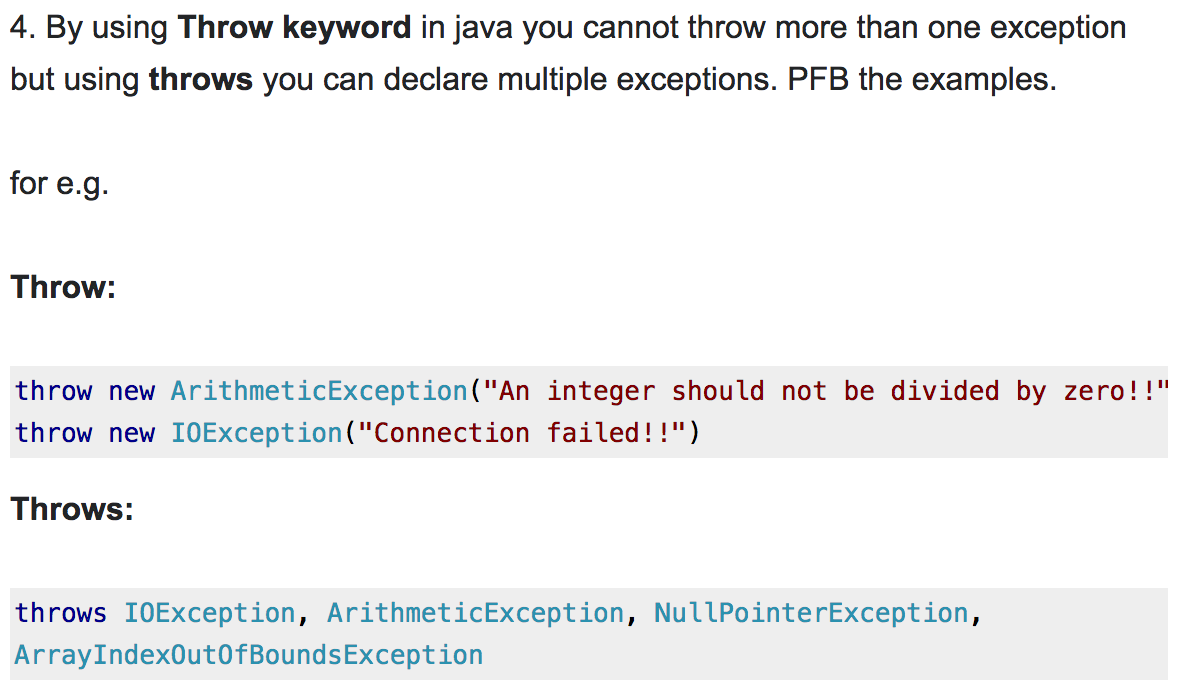 4. By using Throw keyword in java you cannot throw more than one exception
but using throws you can declare multiple exceptions. PFB the examples.
for e.g.
Throw:
throw new ArithmeticException("An integer should not be divided by zero!!"
throw new IOException("Connection failed!!")
Throws:
throws IOException, ArithmeticException, NullPointerException,
ArrayIndexOutOfBoundsException